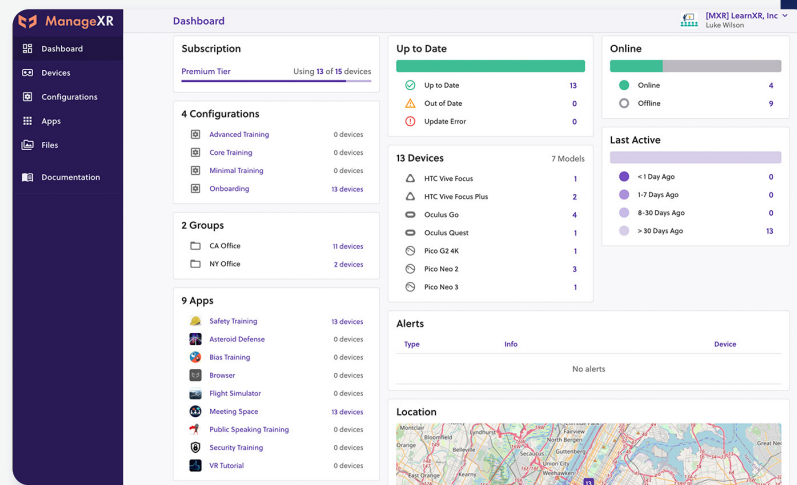 ManageXR
Dashboard
Devices
Configurations
Apps
Files
Documentation
Dashboard
[MXR] LearnXR, Inc
Luke Wilson
Subscription
Premium Tier Using 13 of 15 devices
4 Configurations
Advanced Training 0 devices
Core Training 0 devices
Minimal Training 0 devices
Onboarding 13 devices
2 Groups
CA Office 11 devices
NY Office 2 devices
9 Apps
Safety Training 13 devices
Asteroid Defense 0 devices
Bias Training 0 devices
Browser 0 devices
Flight Simulator 0 devices
Meeting Space 13 devices
Public Speaking Training 0 devices
Security Training 0 devices
VR Tutorial 0 devices
Up to Date
Up to Date 13
Out of Date 0
Update Error 0
13 Devices 7 Models
HTC Vive Focus 1
HTC Vive Focus Plus 2
Oculus Go 4
Oculus Quest 1
Pico G2 4K 1
Pico Neo 2 3
Pico Neo 3 1
Online
Online 4
Offline 9
Last Active
< 1 Day Ago 0
1-7 Days Ago 0
8-30 Days Ago 0
> 30 Days Ago 13
Alerts
Type Info Device
No alerts
Location
Montclair
Orange
Bloomfield
Belleville
Lyndhurst
Kearny
East Orange
Secaucus
Fairview
North Bergen
Guttenberg
Union City
Weehawken
13